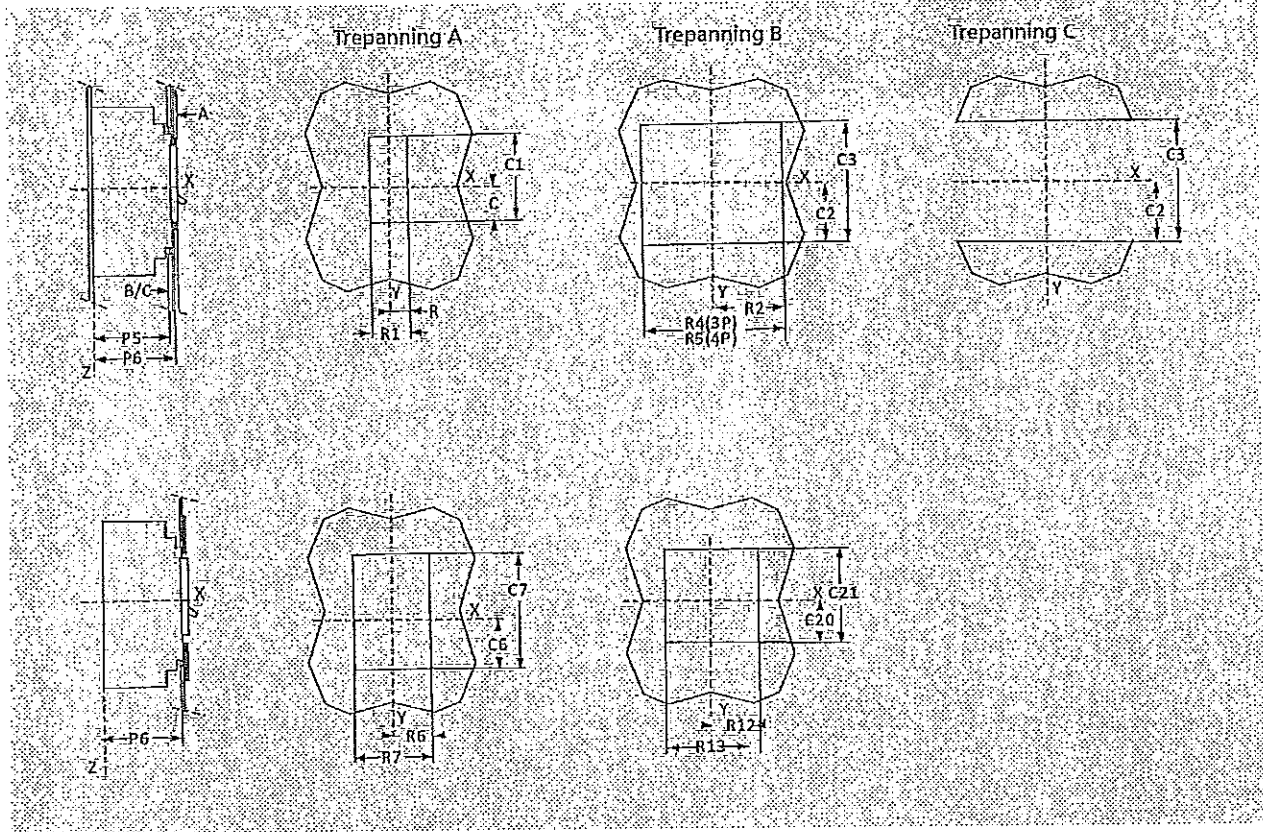 Trepanning A
Trepanning B
Trepanning C
A
X
B/C
P5
P6
Z
C1
X
C
Y
R
R1
C3
X
C2
Y
R2
R4(3P)
R5(4P)
C3
X
C2
Y
X
P6
Z
C7
X
C6
Y
R6
R7
X
C21
C20
Y
R12
R13